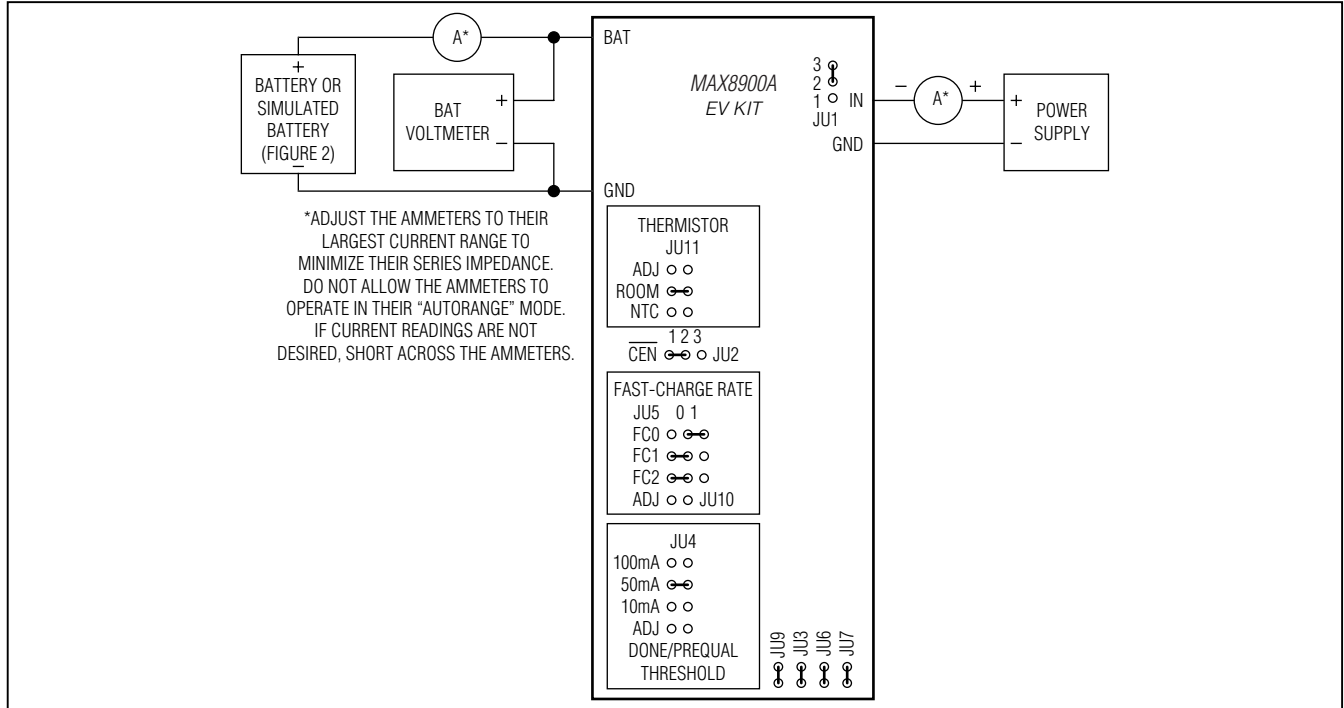 A*
+
BATTERY OR
SIMULATED
BATTERY
(FIGURE 2)
−
+
BAT
VOLTMETER
−
*ADJUST THE AMMETERS TO THEIR
LARGEST CURRENT RANGE TO
MINIMIZE THEIR SERIES IMPEDANCE.
DO NOT ALLOW THE AMMETERS TO
OPERATE IN THEIR “AUTORANGE” MODE.
IF CURRENT READINGS ARE NOT
DESIRED, SHORT ACROSS THE AMMETERS.
BAT
MAX8900A
EV KIT
3
2
1
JU1
IN
GND
− A* +
+
POWER
SUPPLY
−
GND
THERMISTOR
JU11
ADJ
ROOM
NTC
1 2 3
CEN JU2
FAST-CHARGE RATE
JU5 0 1
FC0
FC1
FC2
ADJ JU10
JU4
100mA
50mA
10mA
ADJ
DONE/PREQUAL
THRESHOLD
JU9
JU3
JU6
JU7